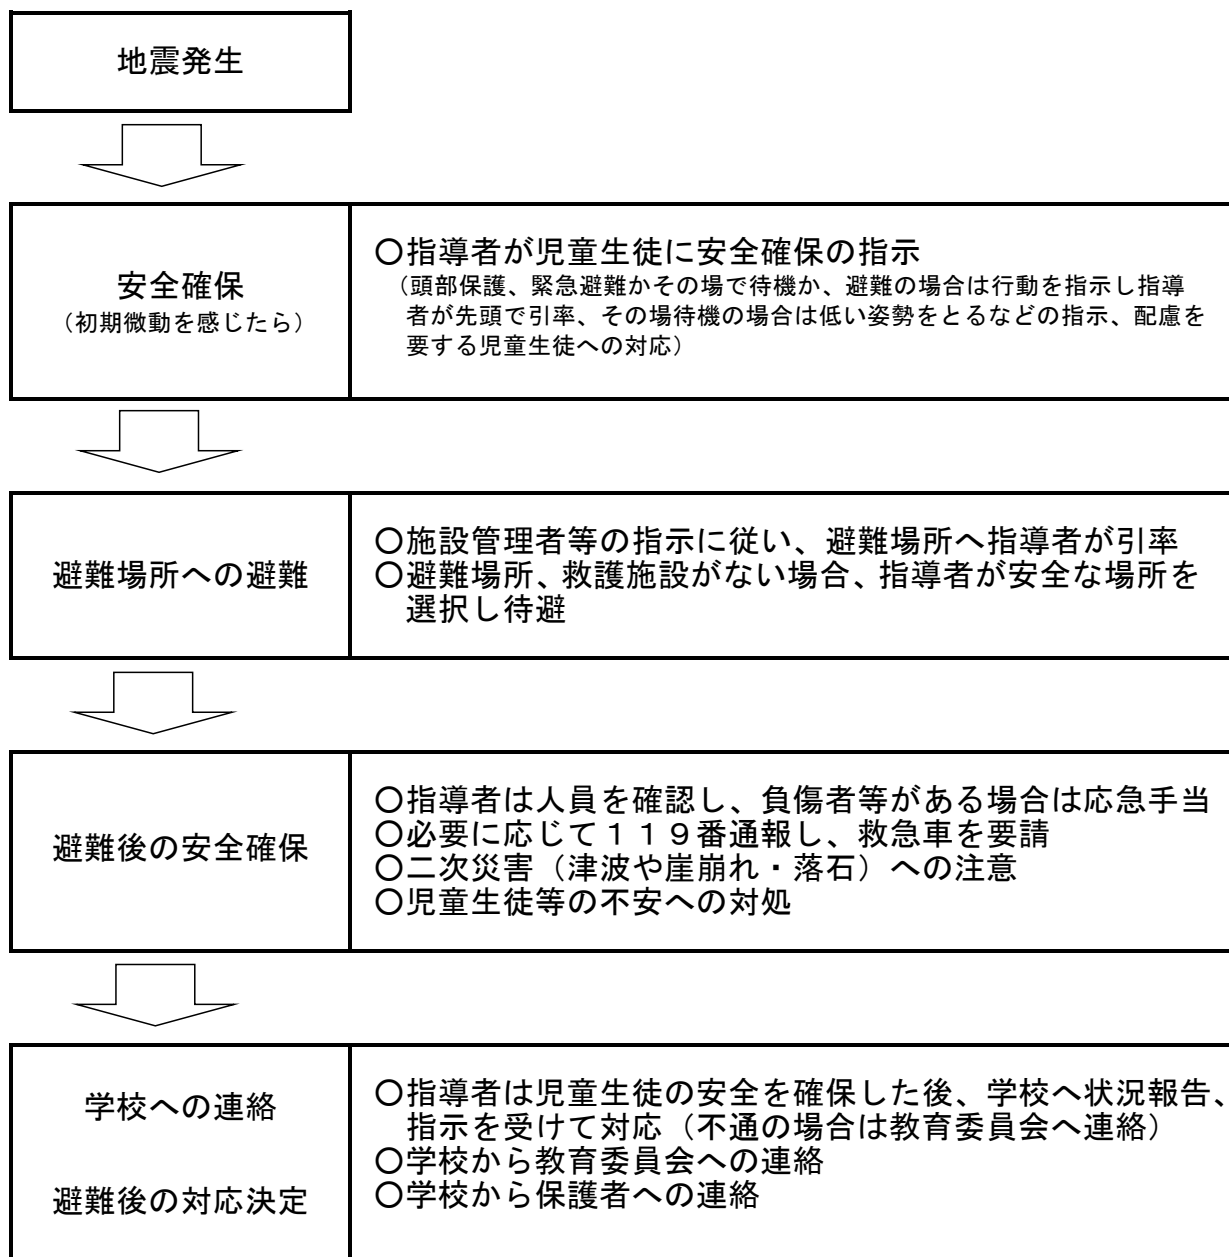 地震発生
安全確保
（初期微動を感じたら）
〇指導者が児童生徒に安全確保の指示
（頭部保護、緊急避難かその場で待機か、避難の場合は行動を指示し指導
者が先頭で引率、その場待機の場合は低い姿勢をとるなどの指示、配慮を
要する児童生徒への対応）
避難場所への避難
〇施設管理者等の指示に従い、避難場所へ指導者が引率
〇避難場所、救護施設がない場合、指導者が安全な場所を
選択し待避
避難後の安全確保
〇指導者は人員を確認し、負傷者等がある場合は応急手当
〇必要に応じて１１９番通報し、救急車を要請
〇二次災害（津波や崖崩れ・落石）への注意
〇児童生徒等の不安への対処
学校への連絡
避難後の対応決定
〇指導者は児童生徒の安全を確保した後、学校へ状況報告、
指示を受けて対応（不通の場合は教育委員会へ連絡）
〇学校から教育委員会への連絡
〇学校から保護者への連絡